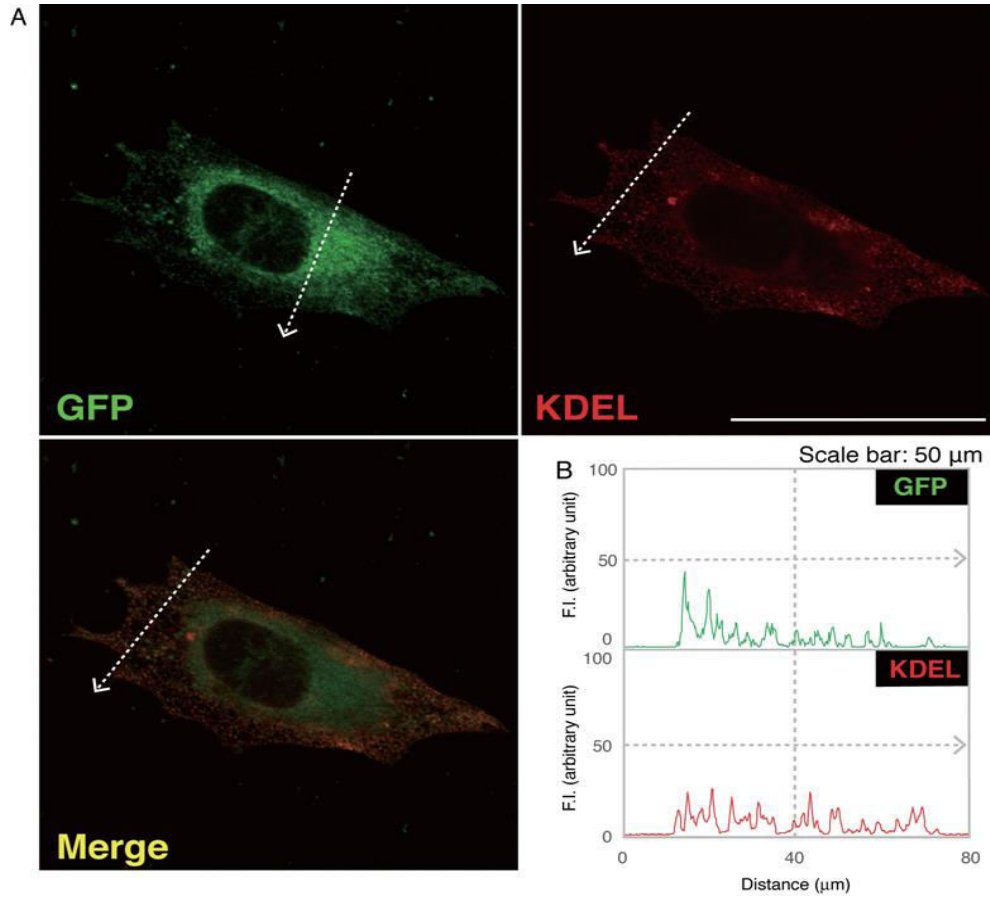 A
GFP
KDEL
Scale bar: 50 μm
Merge
B
GFP
F.I. (arbitrary unit)
100
50
0
KDEL
F.I. (arbitrary unit)
100
50
0
0 40 80
Distance (μm)